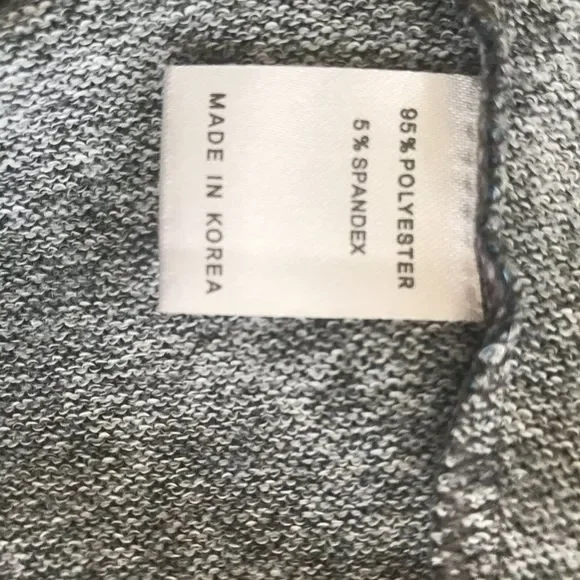 95% POLYESTER
5% SPANDEX
MADE IN KOREA